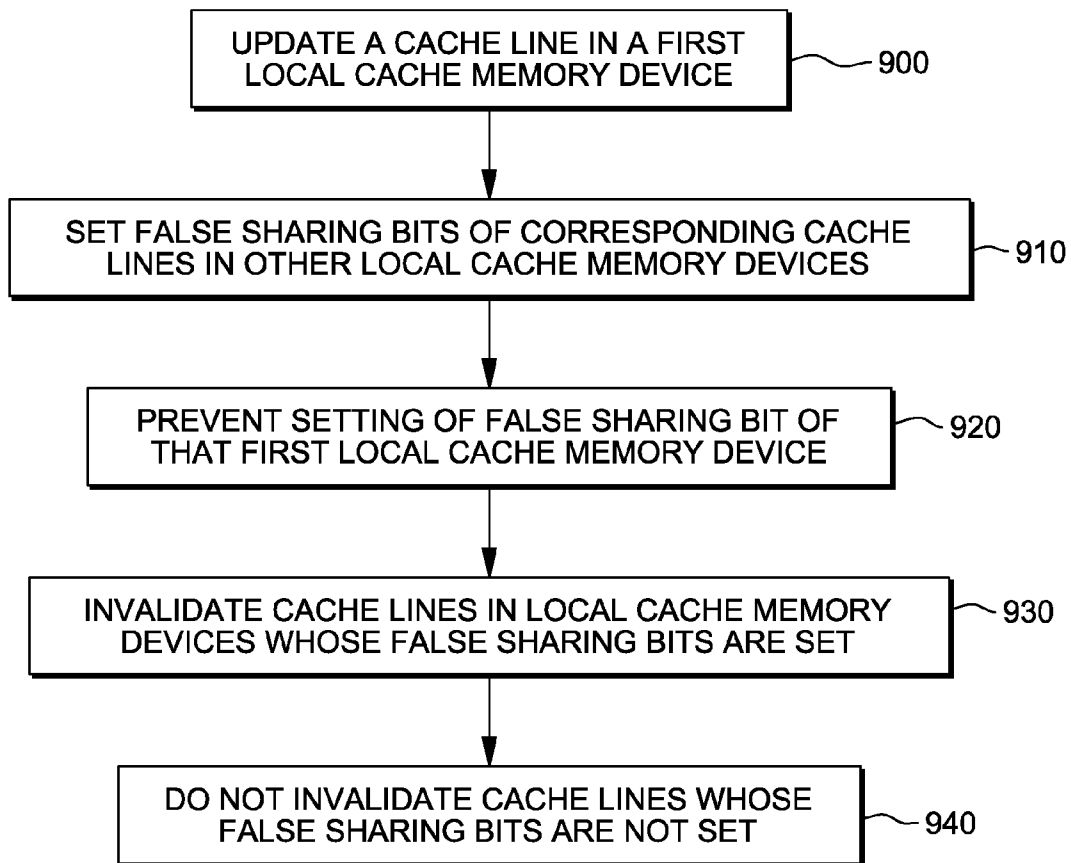 UPDATE A CACHE LINE IN A FIRST
LOCAL CACHE MEMORY DEVICE
900
SET FALSE SHARING BITS OF CORRESPONDING CACHE
LINES IN OTHER LOCAL CACHE MEMORY DEVICES
910
PREVENT SETTING OF FALSE SHARING BIT OF
THAT FIRST LOCAL CACHE MEMORY DEVICE
920
INVALIDATE CACHE LINES IN LOCAL CACHE MEMORY
DEVICES WHOSE FALSE SHARING BITS ARE SET
930
DO NOT INVALIDATE CACHE LINES WHOSE
FALSE SHARING BITS ARE NOT SET
940